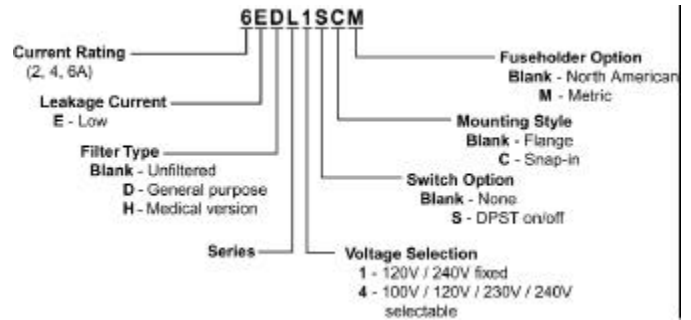 6EDL1SCM
Current Rating
(2, 4, 6A)
Leakage Current
E - Low
Filter Type
Blank - Unfiltered
D - General purpose
H - Medical version
Series
Fuseholder Option
Blank - North American
M - Metric
Mounting Style
Blank - Flange
C - Snap-in
Switch Option
Blank - None
S - DPST on/off
Voltage Selection
1 - 120V / 240V fixed
4 - 100V / 120V / 230V / 240V
selectable